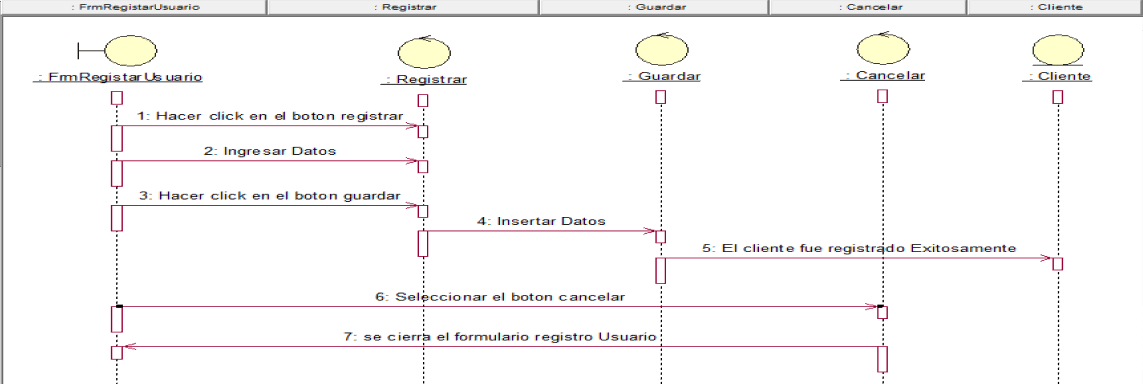 : FrmRegistarUsuario : Registrar : Guardar : Cancelar : Cliente
: FrmRegistarUsuario : Registrar : Guardar : Cancelar : Cliente
1: Hacer click en el boton registrar
2: Ingresar Datos
3: Hacer click en el boton guardar
4: Insertar Datos
5: El cliente fue registrado Exitosamente
6: Seleccionar el boton cancelar
7: se cierra el formulario registro Usuario